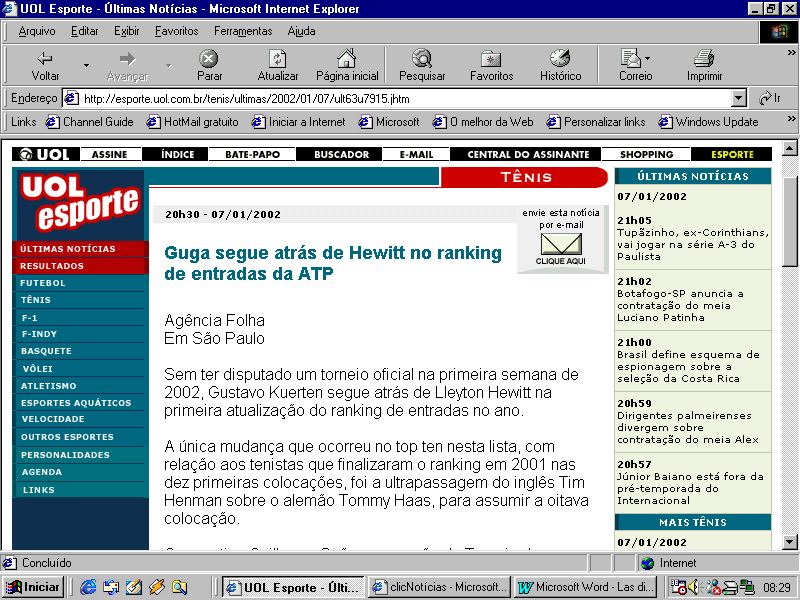 UOL Esporte - Últimas Notícias - Microsoft Internet Explorer
Arquivo Editar Exibir Favoritos Ferramentas Ajuda
Voltar Avançar Parar Atualizar Página inicial Pesquisar Favoritos Histórico Correio Imprimir
Endereço http://esporte.uol.com.br/tenis/ultimas/2002/01/07/ult63u7915.jhtm Ir
Links Channel Guide HotMail gratuito Iniciar a Internet Microsoft O melhor da Web Personalizar links Windows Update
UOL ASSINE ÍNDICE BATE-PAPO BUSCADOR E-MAIL CENTRAL DO ASSINANTE SHOPPING ESPORTE
UOL
esporte
ÚLTIMAS NOTÍCIAS
RESULTADOS
FUTEBOL
TÊNIS
F-1
F-INDY
BASQUETE
VÔLEI
ATLETISMO
ESPORTES AQUÁTICOS
VELOCIDADE
OUTROS ESPORTES
PERSONALIDADES
AGENDA
LINKS
TÊNIS
20h30 - 07/01/2002
envie esta notícia
por e-mail
CLIQUE AQUI
Guga segue atrás de Hewitt no ranking
de entradas da ATP
Agência Folha
Em São Paulo
Sem ter disputado um torneio oficial na primeira semana de
2002, Gustavo Kuerten segue atrás de Lleyton Hewitt na
primeira atualização do ranking de entradas no ano.
A única mudança que ocorreu no top ten nesta lista, com
relação aos tenistas que finalizaram o ranking em 2001 nas
dez primeiras colocações, foi a ultrapassagem do inglês Tim
Henman sobre o alemão Tommy Haas, para assumir a oitava
colocação.
ÚLTIMAS NOTÍCIAS
07/01/2002
21h05
Tupãzinho, ex-Corinthians,
vai jogar na série A-3 do
Paulista
21h02
Botafogo-SP anuncia a
contratação do meia
Luciano Patinha
21h00
Brasil define esquema de
espionagem sobre a
seleção da Costa Rica
20h59
Dirigentes palmeirenses
divergem sobre
contratação do meia Alex
20h57
Júnior Baiano está fora da
pré-temporada do
Internacional
MAIS TÊNIS
07/01/2002
Concluído Internet
Iniciar UOL Esporte - Últi... clicNotícias - Microsoft... Microsoft Word - Las di... 08:29